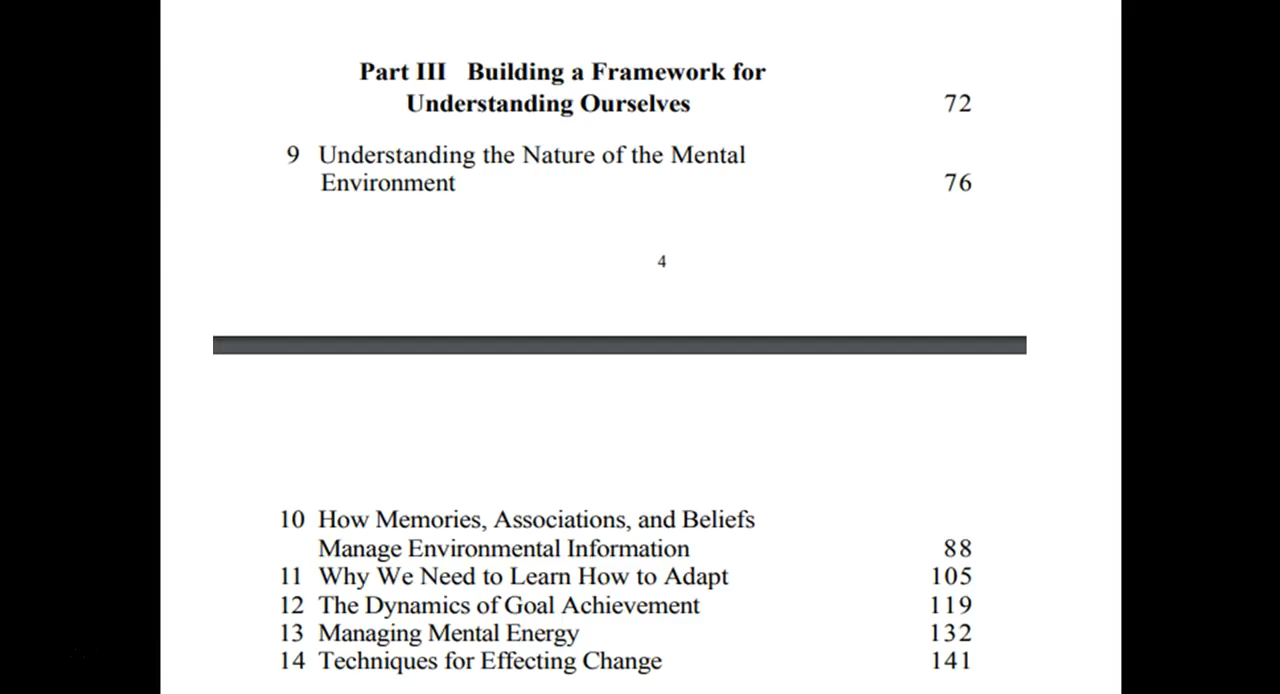 Part III Building a Framework for
Understanding Ourselves 72
9 Understanding the Nature of the Mental
Environment 76
4
10 How Memories, Associations, and Beliefs
Manage Environmental Information 88
11 Why We Need to Learn How to Adapt 105
12 The Dynamics of Goal Achievement 119
13 Managing Mental Energy 132
14 Techniques for Effecting Change 141